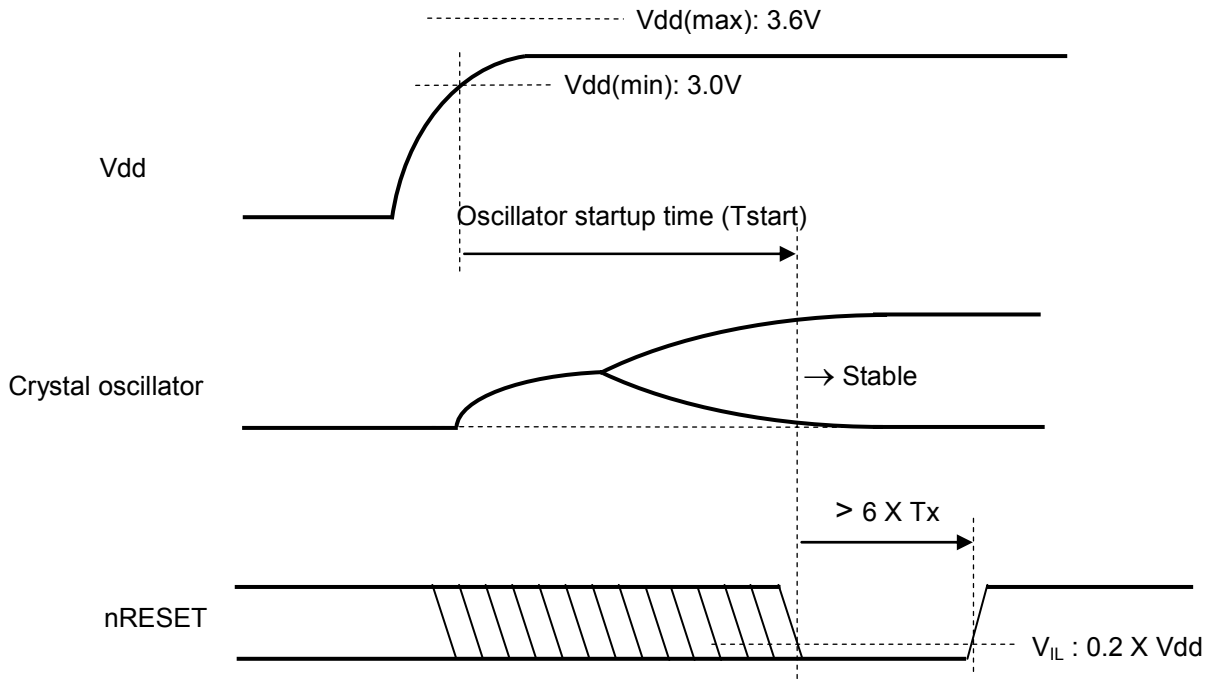 Vdd(max): 3.6V
Vdd(min): 3.0V
Vdd
Oscillator startup time (Tstart)
Crystal oscillator
→ Stable
> 6 X Tx
nRESET
VIL : 0.2 X Vdd